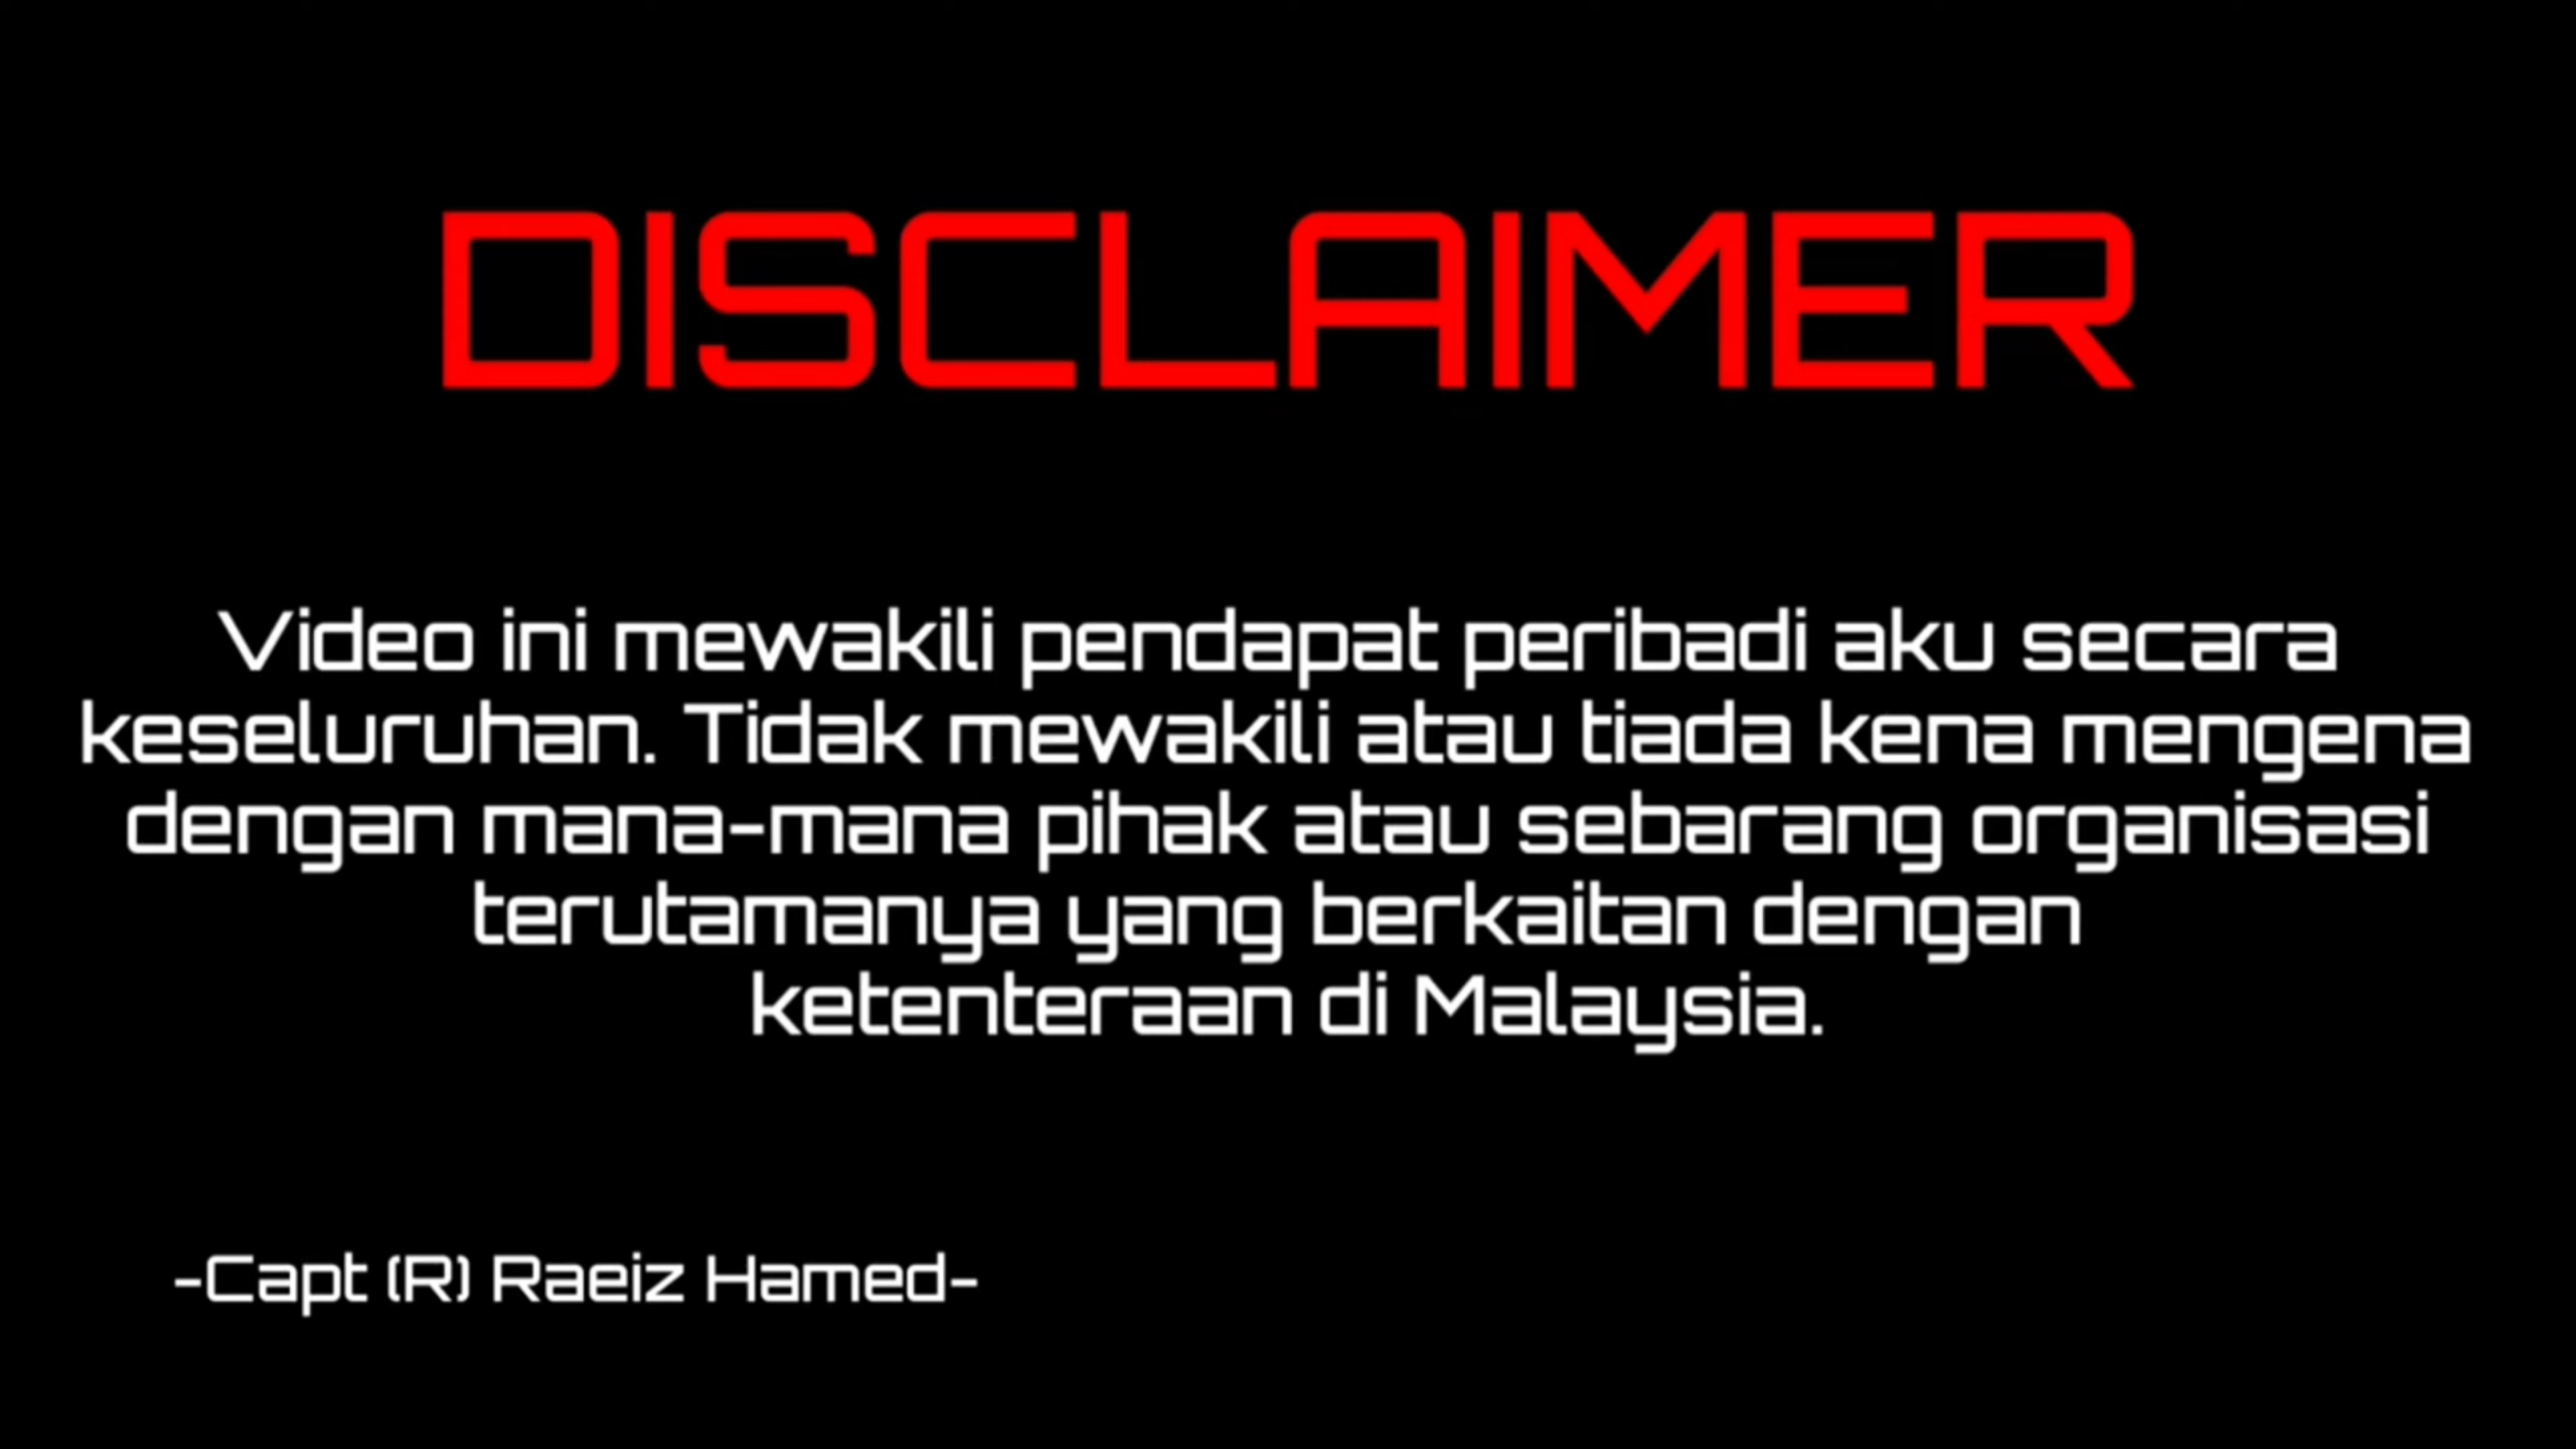 DISCLAIMER
Video ini mewakili pendapat peribadi aku secara
keseluruhan. Tidak mewakili atau tiada kena mengena
dengan mana-mana pihak atau sebarang organisasi
terutamanya yang berkaitan dengan
ketenteraan di Malaysia.
-Capt (R) Raeiz Hamed-